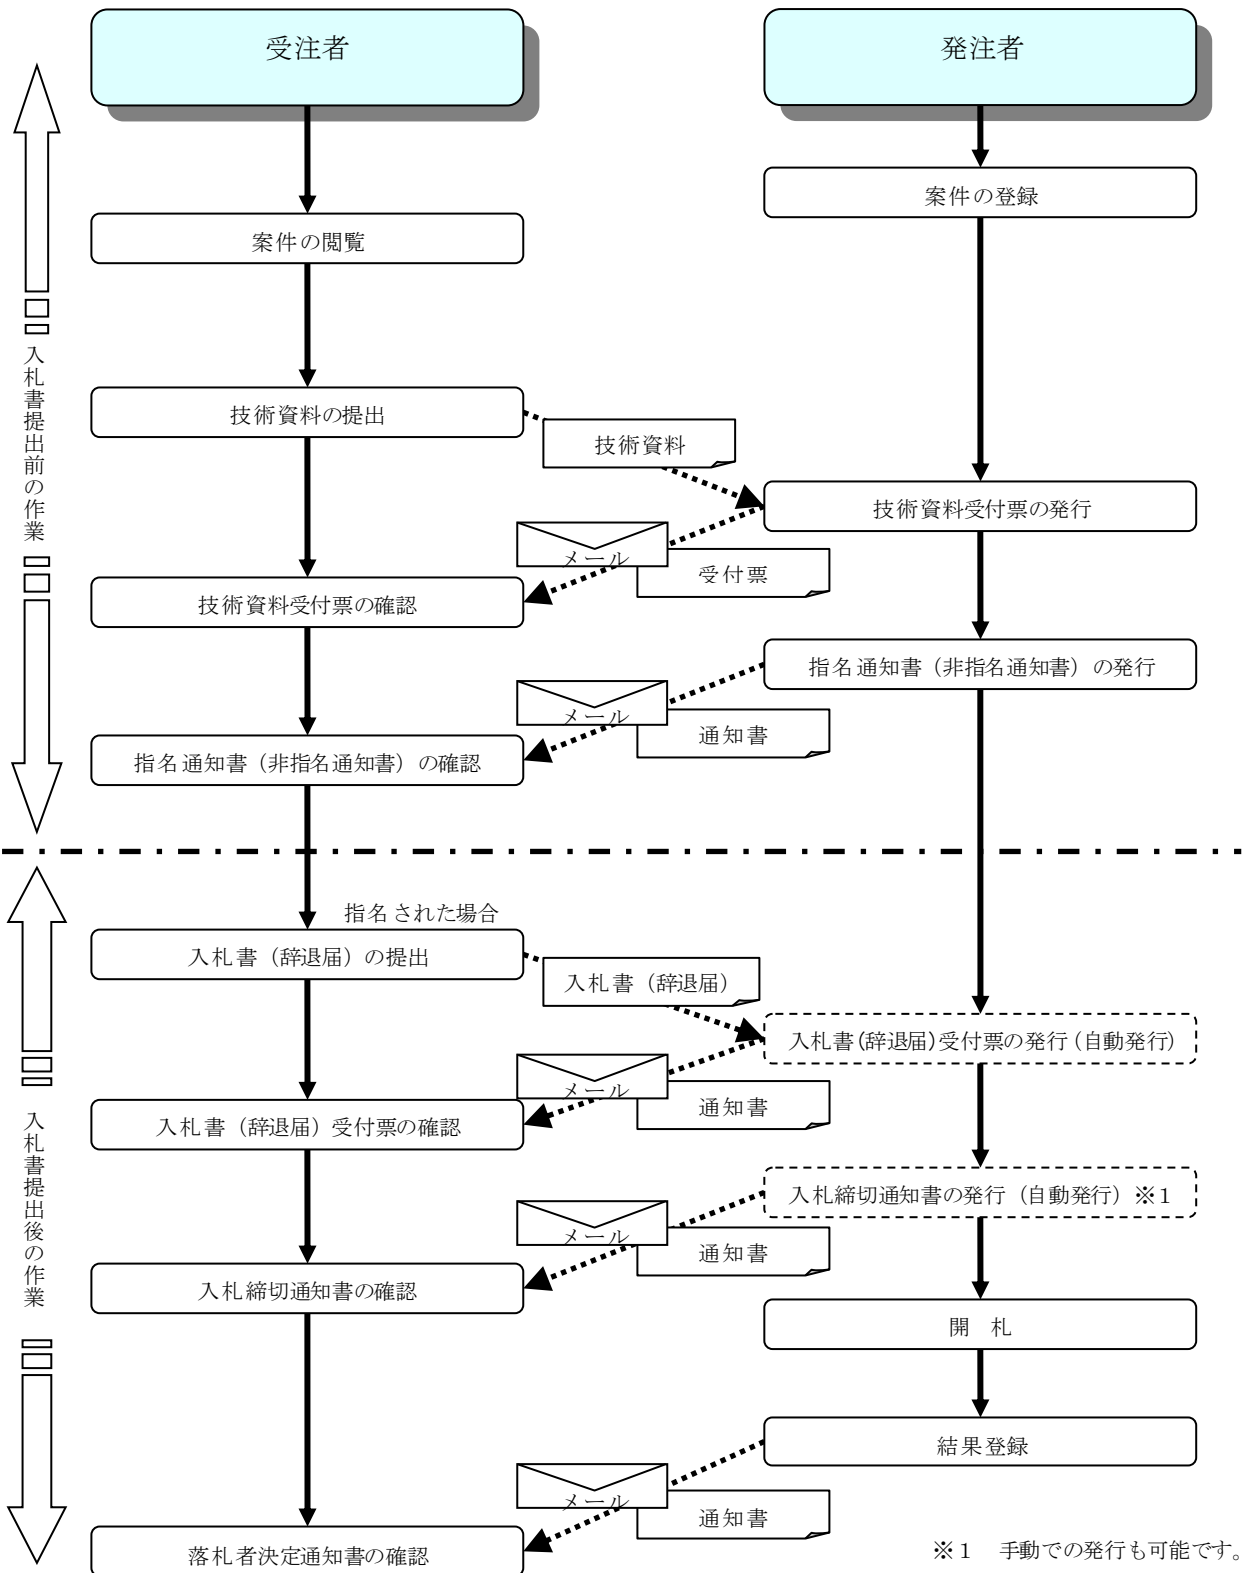 受注者
発注者
案件の登録
案件の閲覧
入札書提出前の作業
技術資料の提出
技術資料
技術資料受付票の発行
メール
受付票
技術資料受付票の確認
指名通知書（非指名通知書）の発行
メール
通知書
指名通知書（非指名通知書）の確認
指名された場合
入札書（辞退届）の提出
入札書（辞退届）
入札書（辞退届）受付票の発行（自動発行）
メール
通知書
入札書（辞退届）受付票の確認
入札書提出後の作業
入札締切通知書の発行（自動発行）※１
メール
通知書
入札締切通知書の確認
開　札
結果登録
メール
通知書
落札者決定通知書の確認
※１　手動での発行も可能です。